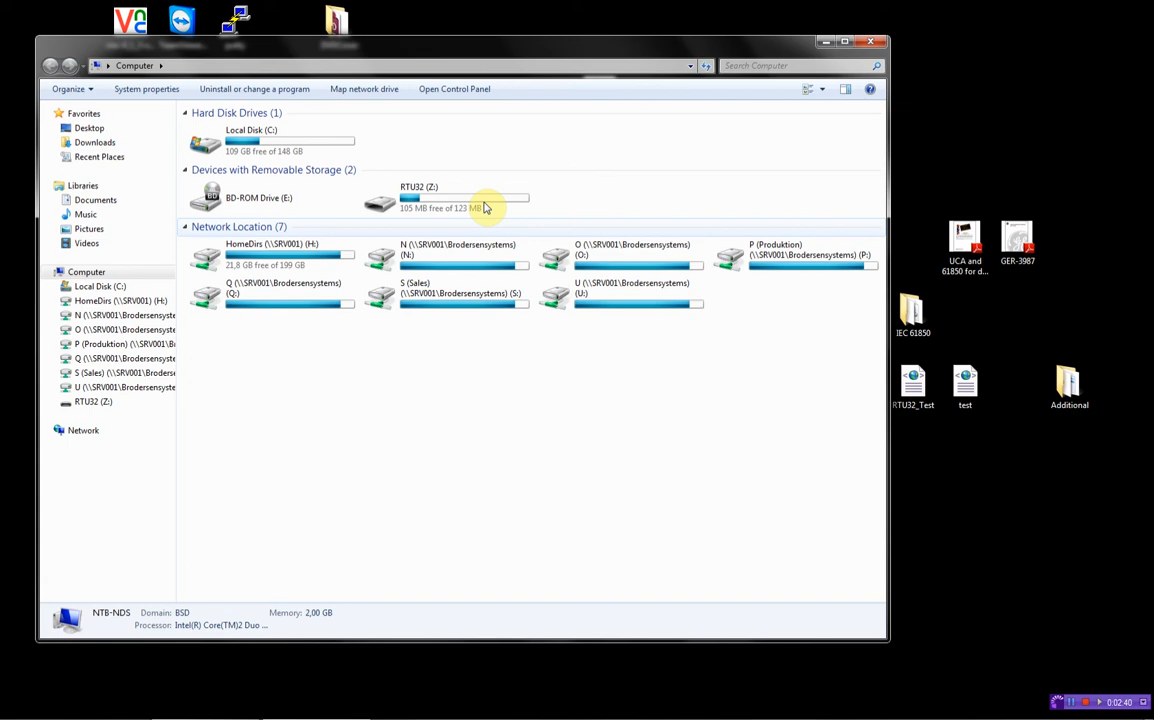 Computer
Search Computer
Organize
System properties
Uninstall or change a program
Map network drive
Open Control Panel
Favorites
Desktop
Downloads
Recent Places
Libraries
Documents
Music
Pictures
Videos
Computer
Local Disk (C:)
HomeDirs (\\SRV001) (H:)
N (\\SRV001\Brodersensyste
O (\\SRV001\Brodersensyste
P (Produktion) (\\SRV001\B
Q (\\SRV001\Brodersensyste
S (Sales) (\\SRV001\Broders
U (\\SRV001\Brodersensyste
RTU32 (Z:)
Network
Hard Disk Drives (1)
Local Disk (C:)
109 GB free of 148 GB
Devices with Removable Storage (2)
BD
BD-ROM Drive (E:)
RTU32 (Z:)
105 MB free of 123 MB
Network Location (7)
HomeDirs (\\SRV001) (H:)
21,8 GB free of 199 GB
N (\\SRV001\Brodersensystems)
(N:)
O (\\SRV001\Brodersensystems)
(O:)
P (Produktion)
(\\SRV001\Brodersensystems) (P:)
Q (\\SRV001\Brodersensystems)
(Q:)
S (Sales)
(\\SRV001\Brodersensystems) (S:)
U (\\SRV001\Brodersensystems)
(U:)
NTB-NDS
Domain: BSD
Memory: 2,00 GB
Processor: Intel(R) Core(TM)2 Duo ...
UCA and
61850 for d...
GER-3987
IEC 61850
RTU32_Test
test
Additional
0:02:40